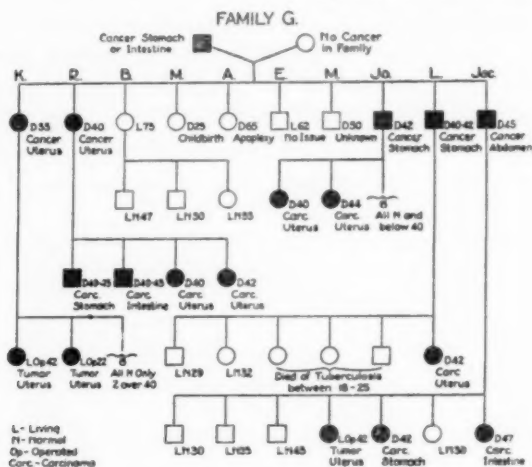 FAMILY G.
Cancer Stomach
or Intestine
No Cancer
in Family
K. R. B. M. A. E. M. Jo. L. Jac.
D55 D40 L75 D25 D65 L62 D50 D42 D40-42 D45
Cancer Cancer Childbirth Apoplexy No Issue Unknown Cancer Cancer Cancer
Uterus Uterus Stomach Stomach Abdomen
LN47 LN50 LN55
D40 D44 8
Carc. Carc. All N and
Uterus Uterus below 40
D40-45 D40-45 D40 D42
Carc. Carc. Carc. Carc.
Stomach Intestine Uterus Uterus
LOp42 LOp22 8
Tumor Tumor All N Only
Uterus Uterus 2 over 40
LN29 LN32 Died of Tuberculosis
between 18-25
D42
Carc.
Uterus
LN30 LN35 LN45 LOp42 D42 LN38 D47
Tumor Carc. Carc.
Uterus Stomach Intestine
L- Living
N- Normal
Op- Operated
Carc- Carcinoma